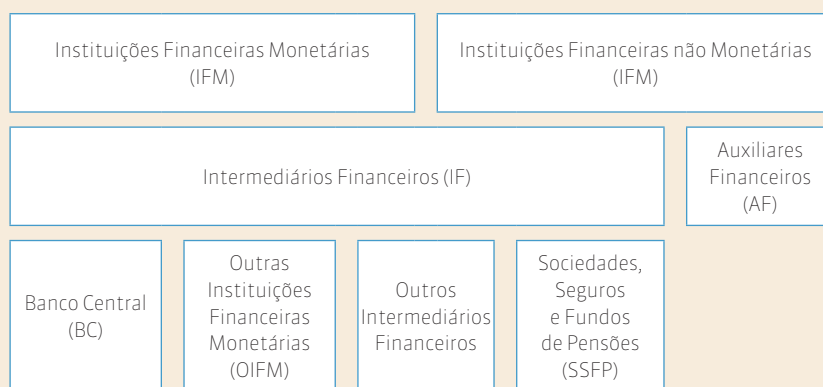 Instituições Financeiras Monetárias
(IFM)
Instituições Financeiras não Monetárias
(IFM)
Intermediários Financeiros (IF)
Auxiliares
Financeiros
(AF)
Banco Central
(BC)
Outras
Instituições
Financeiras
Monetárias
(OIFM)
Outros
Intermediários
Financeiros
Sociedades,
Seguros
e Fundos
de Pensões
(SSFP)